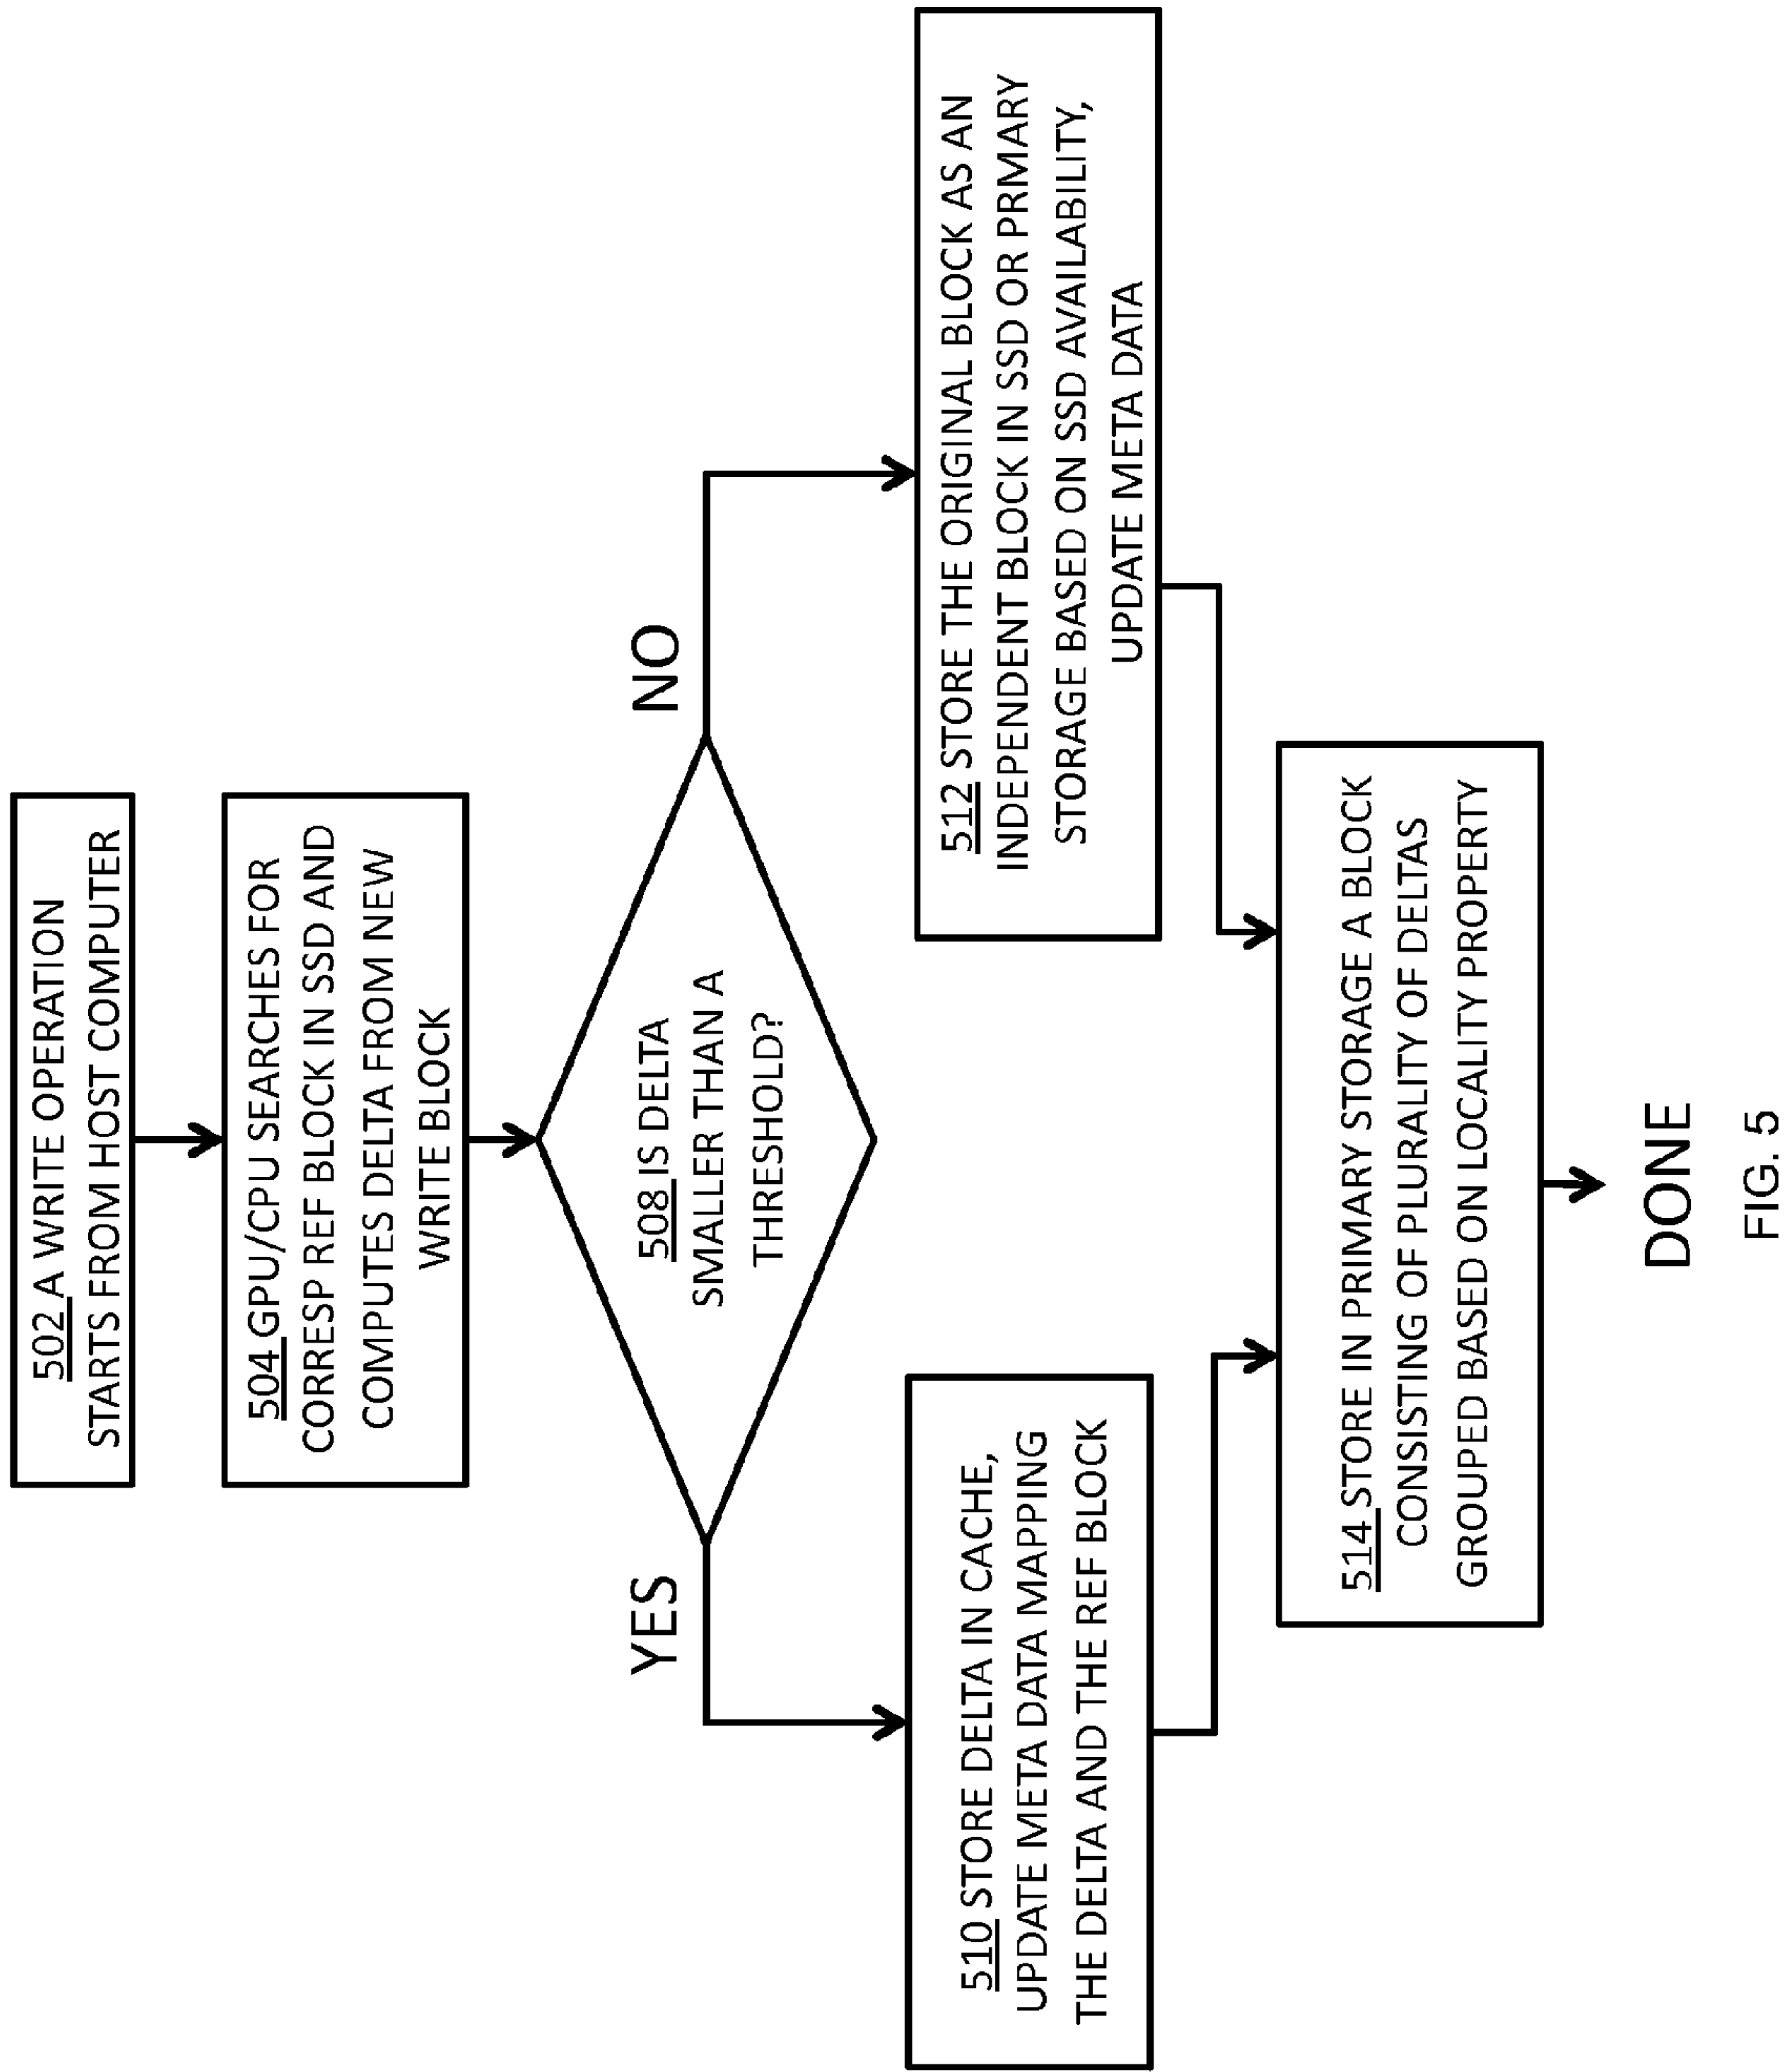 502 A WRITE OPERATION
STARTS FROM HOST COMPUTER
504 GPU/CPU SEARCHES FOR
CORRESP REF BLOCK IN SSD AND
COMPUTES DELTA FROM NEW
WRITE BLOCK
508 IS DELTA
SMALLER THAN A
THRESHOLD?
YES
NO
510 STORE DELTA IN CACHE,
UPDATE META DATA MAPPING
THE DELTA AND THE REF BLOCK
512 STORE THE ORIGINAL BLOCK AS AN
INDEPENDENT BLOCK IN SSD OR PRMARY
STORAGE BASED ON SSD AVAILABILITY,
UPDATE META DATA
514 STORE IN PRIMARY STORAGE A BLOCK
CONSISTING OF PLURALITY OF DELTAS
GROUPED BASED ON LOCALITY PROPERTY
DONE
FIG. 5